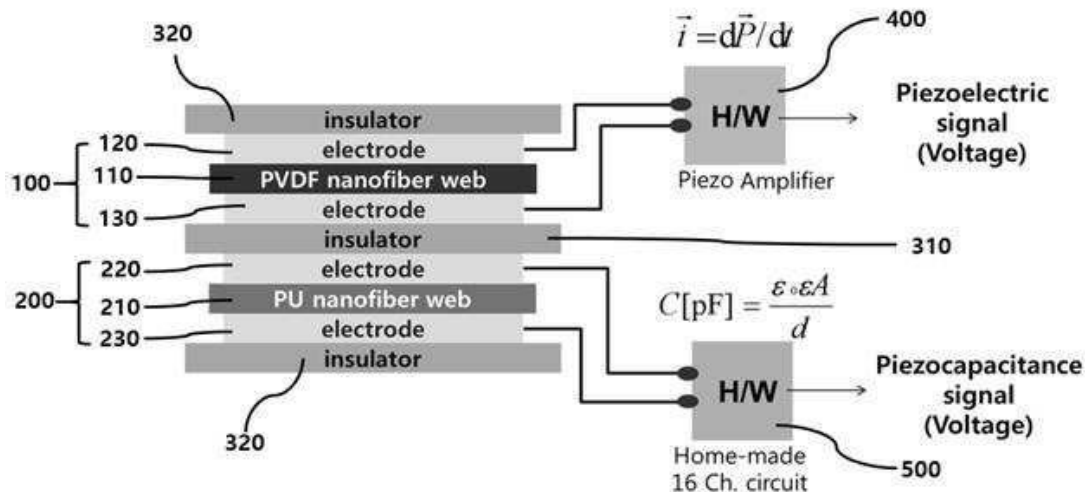 320
insulator
120
electrode
100
110
PVDF nanofiber web
130
electrode
insulator
310
220
electrode
200
210
PU nanofiber web
230
electrode
insulator
320
i⃗ = dP⃗/dt
400
H/W
Piezo Amplifier
Piezoelectric
signal
(Voltage)
C[pF] = ε∘εA / d
H/W
Home-made
16 Ch. circuit
Piezocapacitance
signal
(Voltage)
500